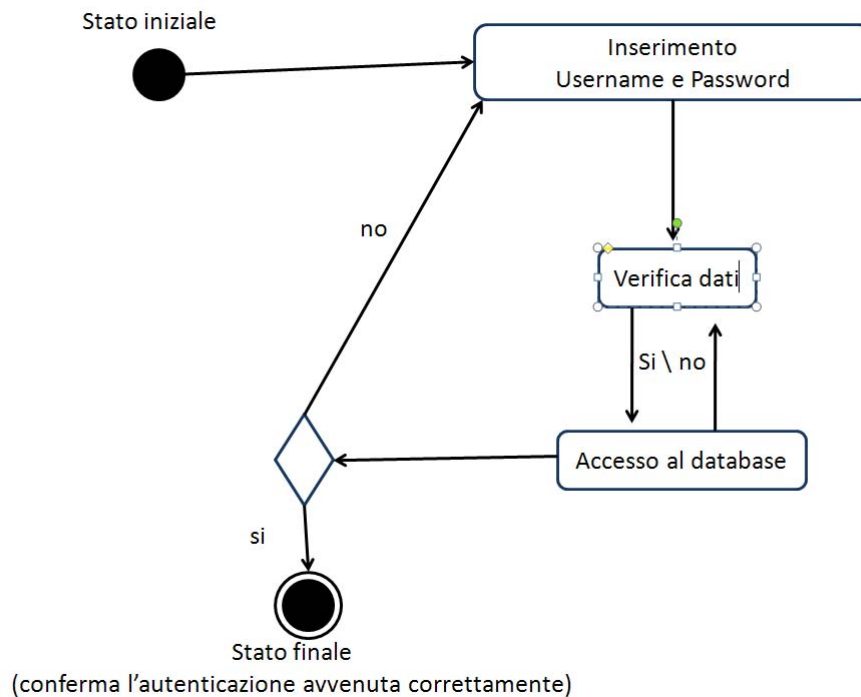 Stato iniziale
Inserimento
Username e Password
no
Verifica dati
Si \ no
Accesso al database
si
Stato finale
(conferma l'autenticazione avvenuta correttamente)